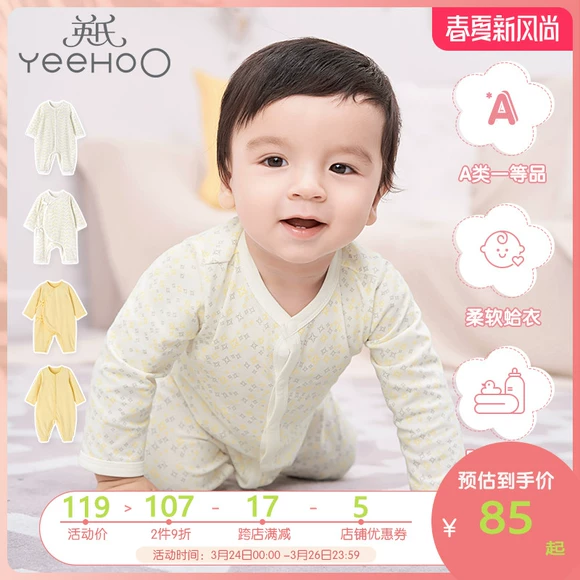 英氏
YeeHoO
春夏新风尚
A
A类一等品
柔软蛤衣
119 > 107 - 17 - 5
活动价 2件9折 跨店满减 店铺优惠券
活动时间：3月24日00:00 -3月26日23:59
预估到手价
¥ 85 起